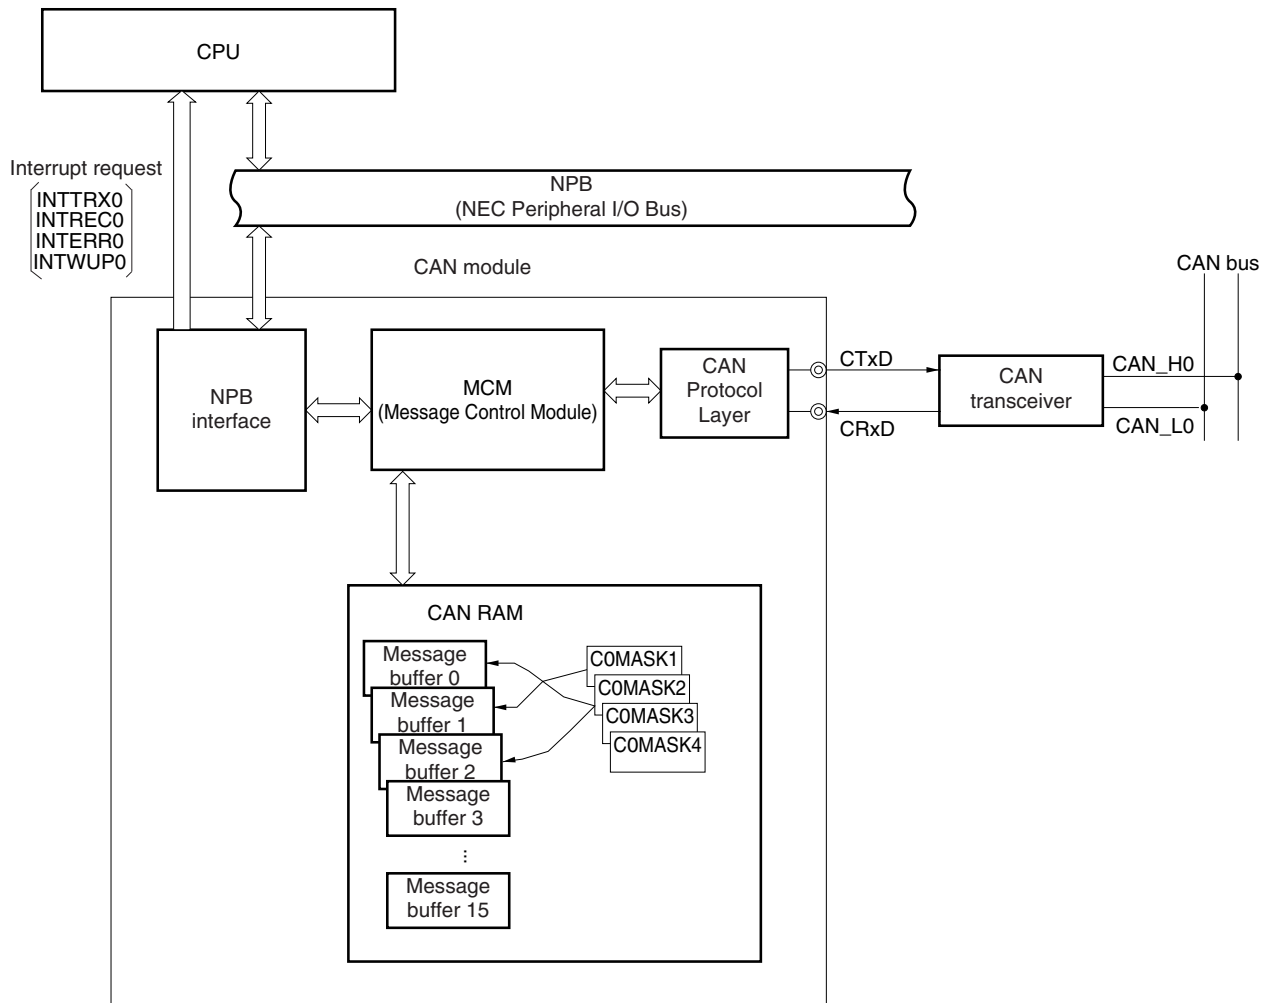 CPU
Interrupt request
INTTRX0
INTREC0
INTERR0
INTWUP0
NPB
(NEC Peripheral I/O Bus)
CAN module
CAN bus
NPB
interface
MCM
(Message Control Module)
CAN
Protocol
Layer
CTxD
CRxD
CAN
transceiver
CAN_H0
CAN_L0
CAN RAM
Message
buffer 0
Message
buffer 1
Message
buffer 2
Message
buffer 3
...
Message
buffer 15
C0MASK1
C0MASK2
C0MASK3
C0MASK4